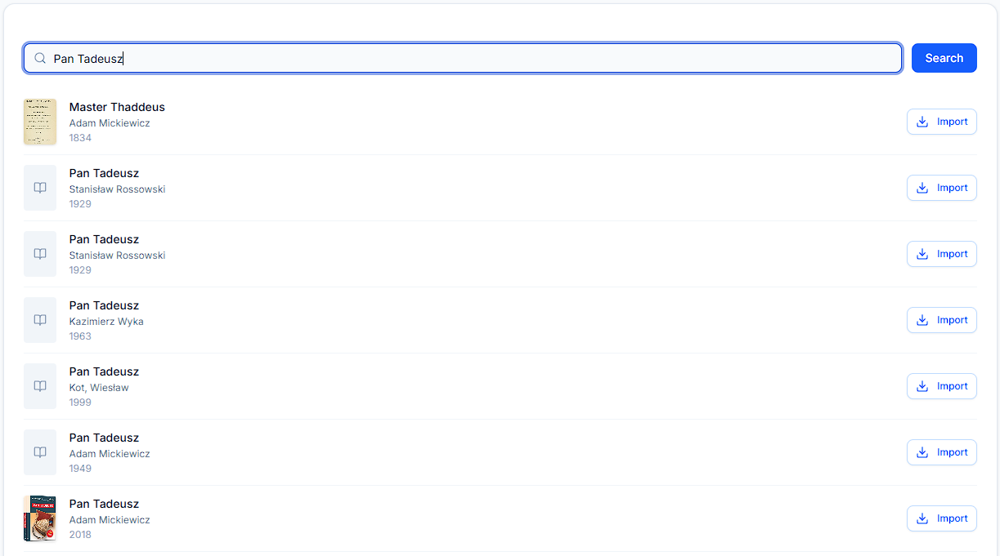 Pan Tadeusz
Search
Master Thaddeus
Adam Mickiewicz
1834
Import
Pan Tadeusz
Stanisław Rossowski
1929
Import
Pan Tadeusz
Stanisław Rossowski
1929
Import
Pan Tadeusz
Kazimierz Wyka
1963
Import
Pan Tadeusz
Kot, Wiesław
1999
Import
Pan Tadeusz
Adam Mickiewicz
1949
Import
PAN TADEUSZ
Pan Tadeusz
Adam Mickiewicz
2018
Import